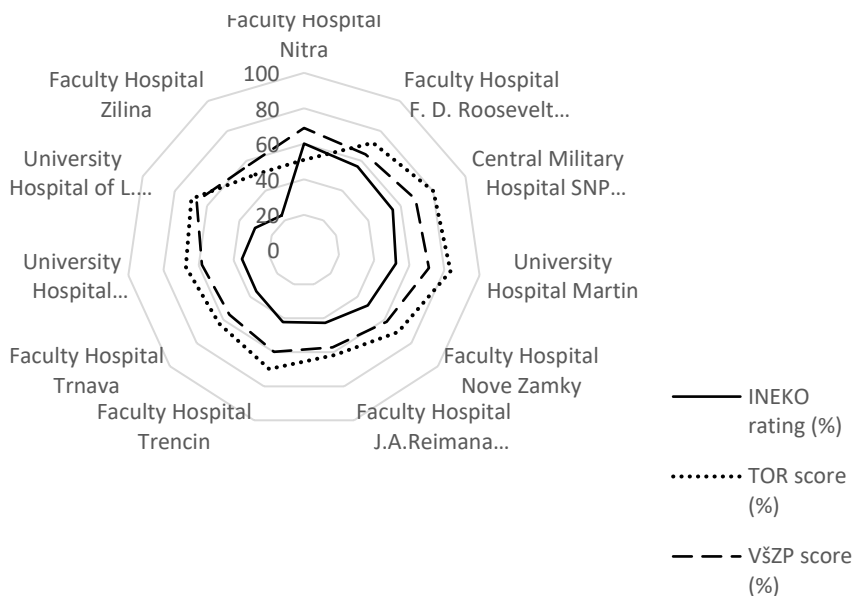 Faculty Hospital
Nitra
Faculty Hospital
F. D. Roosevelt...
Central Military
Hospital SNP...
University
Hospital Martin
Faculty Hospital
Nove Zamky
Faculty Hospital
J.A.Reimana...
Faculty Hospital
Trencin
Faculty Hospital
Trnava
University
Hospital...
University
Hospital of L....
Faculty Hospital
Zilina
100
80
60
40
20
0
INEKO
rating (%)
TOR score
(%)
VšZP score
(%)